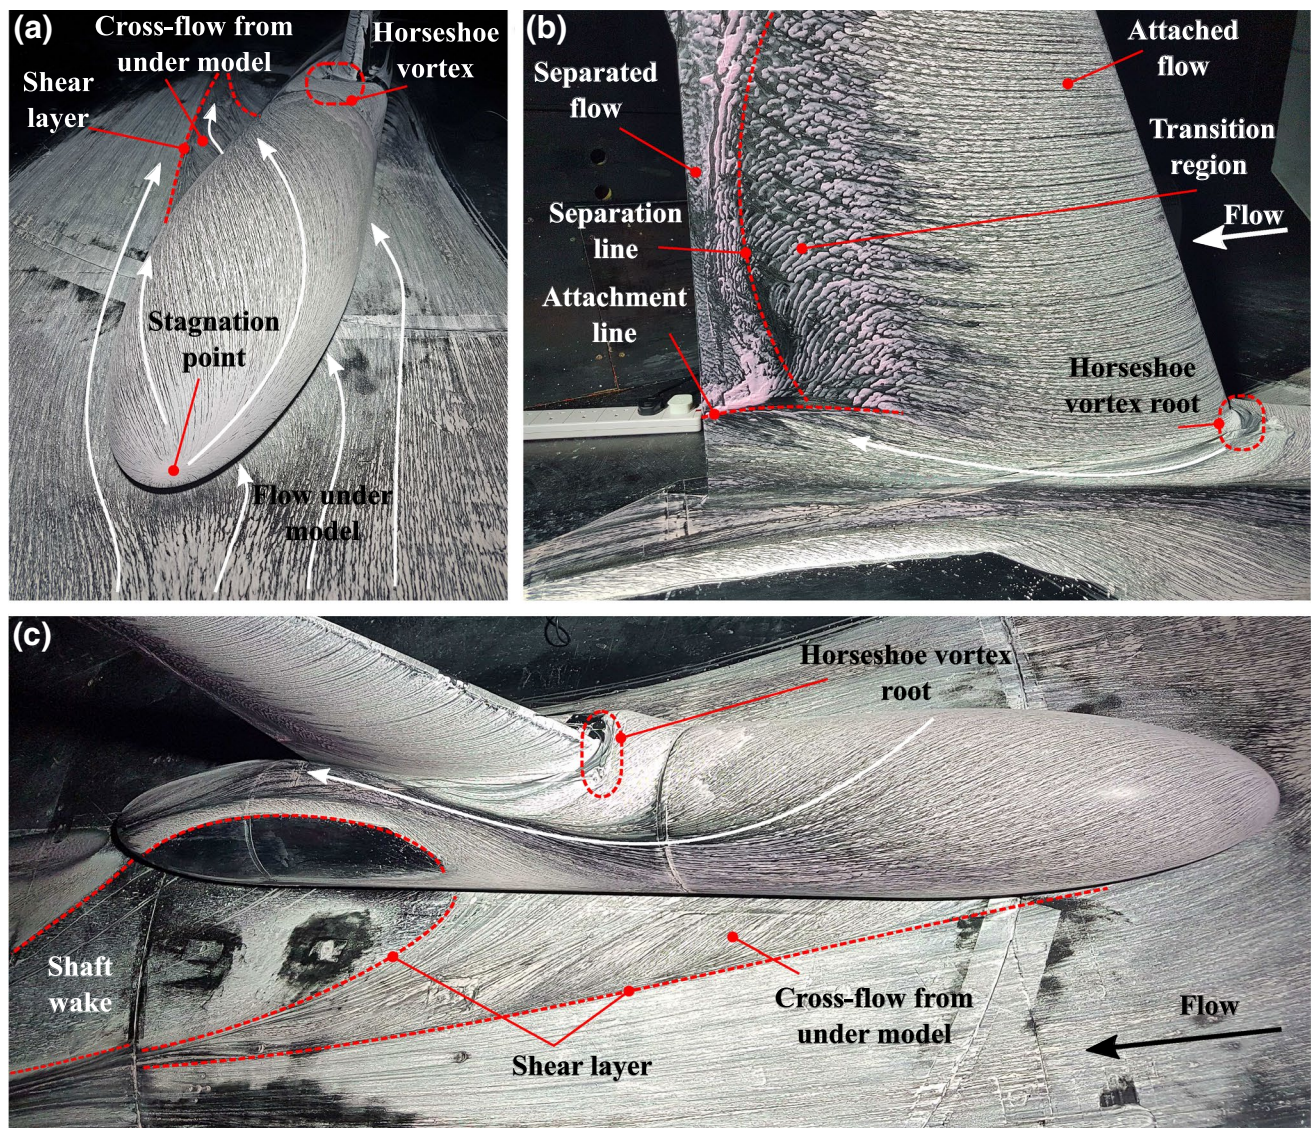 (a)
Cross-flow from
under model
Horseshoe
vortex
Shear
layer
Stagnation
point
Flow under
model
(b)
Separated
flow
Attached
flow
Transition
region
Separation
line
Flow
Attachment
line
Horseshoe
vortex root
(c)
Horseshoe vortex
root
Shaft
wake
Cross-flow from
under model
Flow
Shear layer